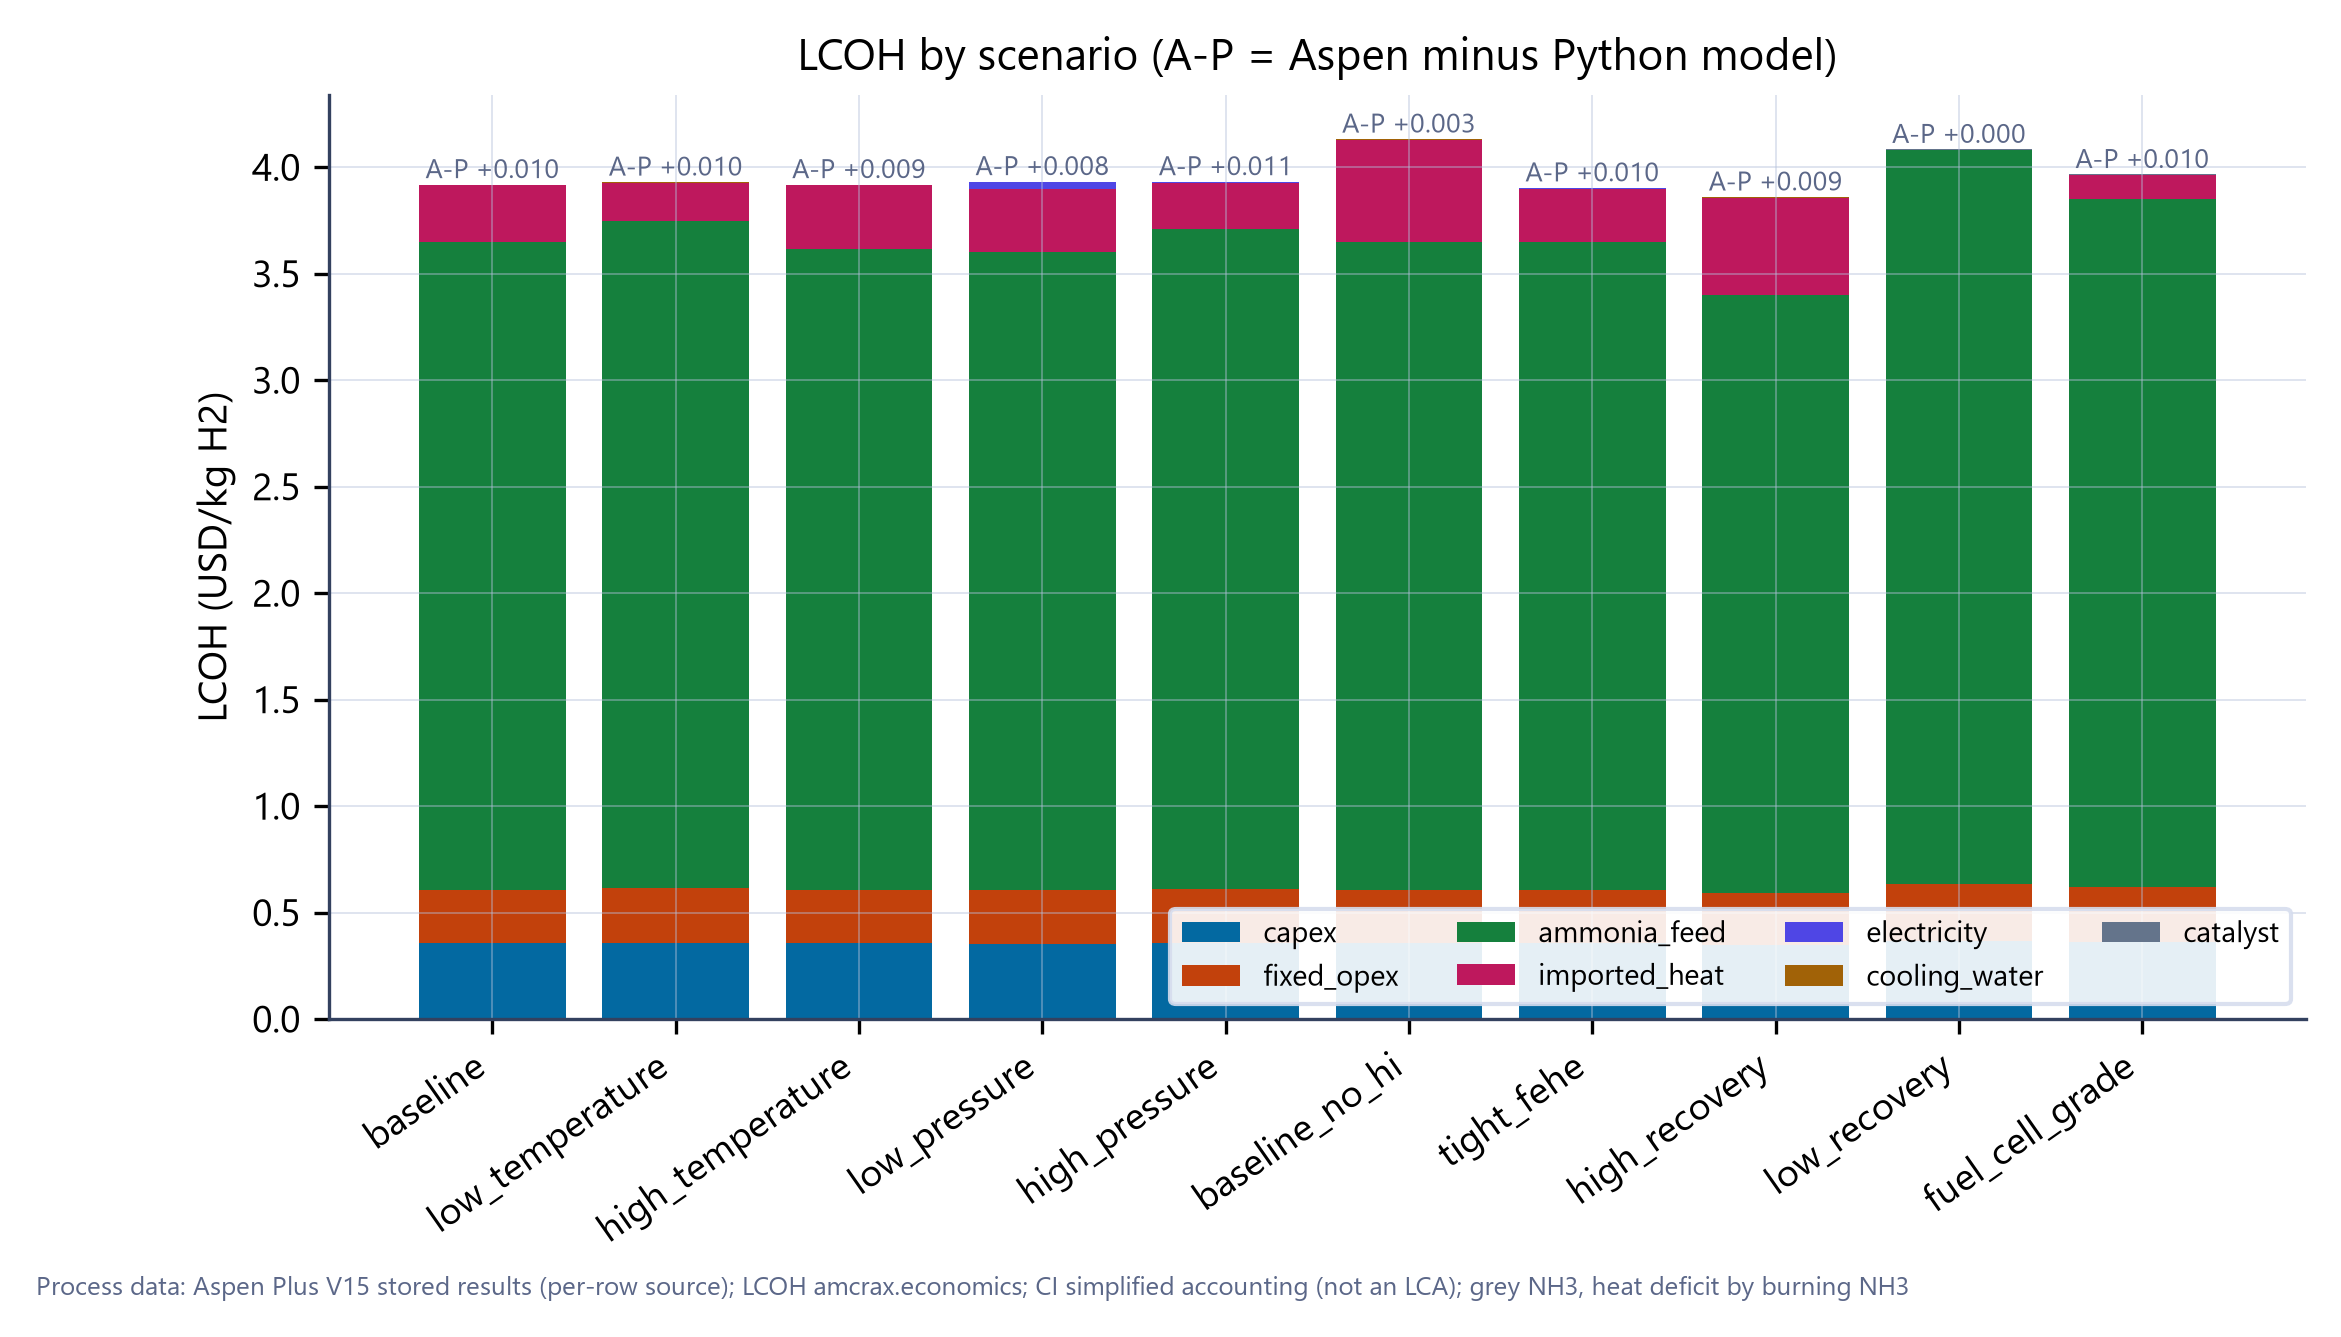 LCOH by scenario (A-P = Aspen minus Python model)
A-P +0.010
A-P +0.010
A-P +0.009
A-P +0.008
A-P +0.011
A-P +0.003
A-P +0.010
A-P +0.009
A-P +0.000
A-P +0.010
LCOH (USD/kg H2)
4.0
3.5
3.0
2.5
2.0
1.5
1.0
0.5
0.0
capex
fixed_opex
ammonia_feed
imported_heat
electricity
cooling_water
catalyst
baseline
low_temperature
high_temperature
low_pressure
high_pressure
baseline_no_hi
tight_fehe
high_recovery
low_recovery
fuel_cell_grade
Process data: Aspen Plus V15 stored results (per-row source); LCOH amcrax.economics; CI simplified accounting (not an LCA); grey NH3, heat deficit by burning NH3